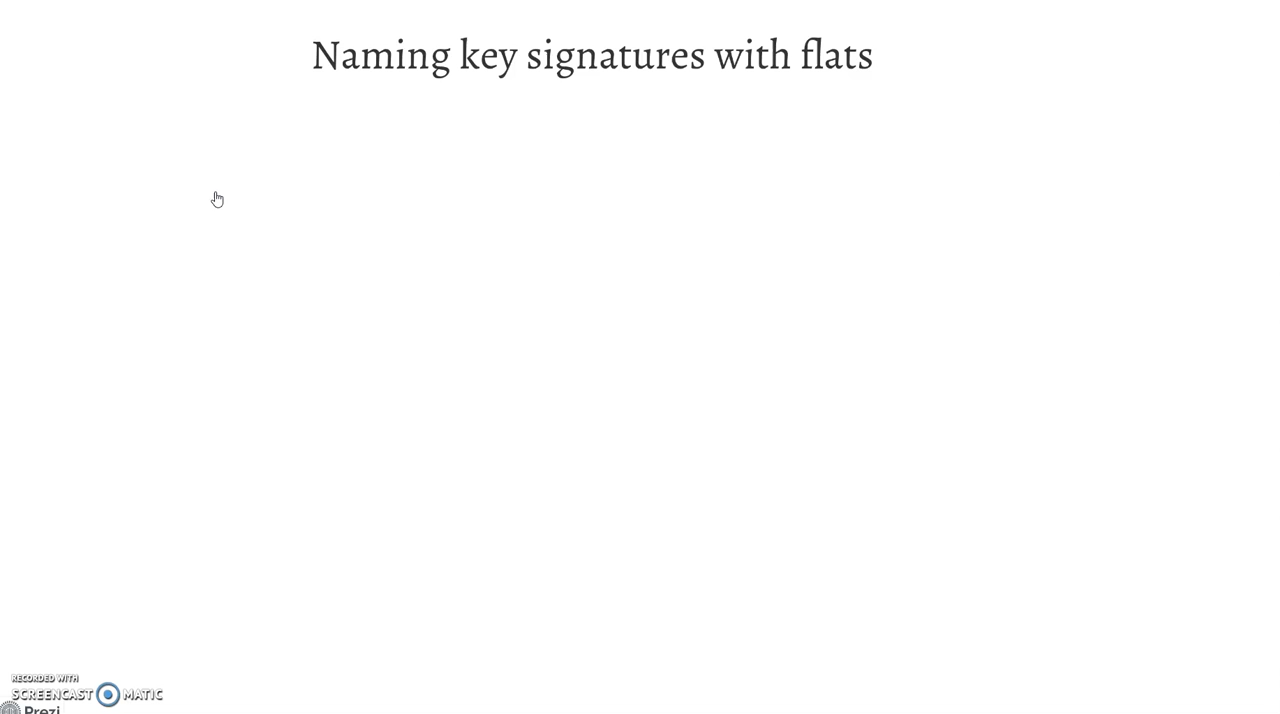 Naming key signatures with flats
RECORDED WITH
SCREENCAST MATIC
Prezi